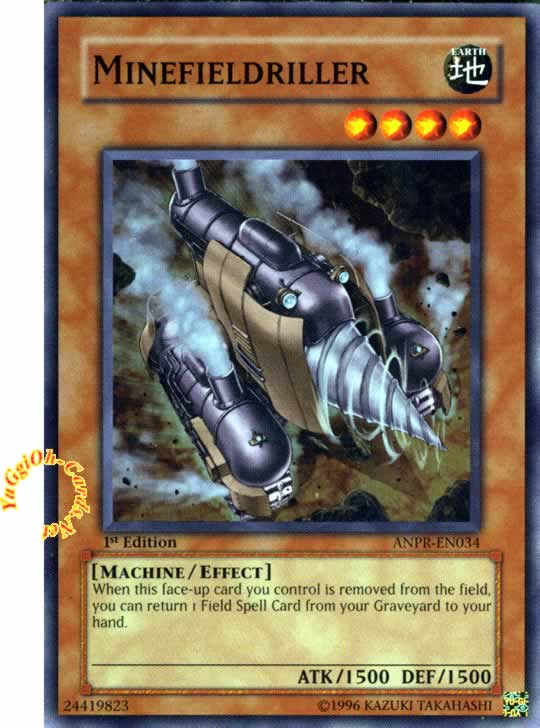 MINEFIELDRILLER
EARTH
地
1st Edition
ANPR-EN034
[MACHINE/EFFECT]
When this face-up card you control is removed from the field,
you can return 1 Field Spell Card from your Graveyard to your
hand.
ATK/1500 DEF/1500
24419823
©1996 KAZUKI TAKAHASHI
YuGgiOh-Cards.Net